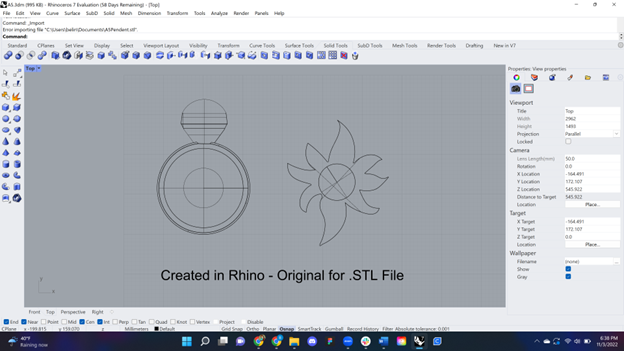 AS.3dm (995 KB) - Rhinoceros 7 Evaluation (58 Days Remaining) - [Top]
File Edit View Curve Surface SubD Solid Mesh Dimension Transform Tools Analyze Render Panels Help
Command: _Import
Error importing file "C:\Users\bwlin\Documents\ASPendent.stl".
Command:
Standard CPlanes Set View Display Select Viewport Layout Visibility Transform Curve Tools Surface Tools Solid Tools SubD Tools Mesh Tools Render Tools Drafting New in V7
Top
Properties: View properties
Viewport
Title Top
Width 2962
Height 1493
Projection Parallel
Locked
Camera
Lens Length(mm) 50.0
Rotation 0.0
X Location -164.491
Y Location 172.107
Z Location 545.922
Distance to Target 545.922
Location Place...
Target
X Target -164.491
Y Target 172.107
Z Target 0.0
Location Place...
Wallpaper
Filename (none)
Show
Gray
Created in Rhino - Original for .STL File
y
x
Front Top Perspective Right
End Near Point Mid Cen Int Perp Tan Quad Knot Vertex Project Disable
CPlane x -199.815 y 159.070 z Millimeters Default Grid Snap Ortho Planar Osnap SmartTrack Gumball Record History Filter Absolute tolerance: 0.001
40°F
Raining now
6:38 PM
11/3/2022